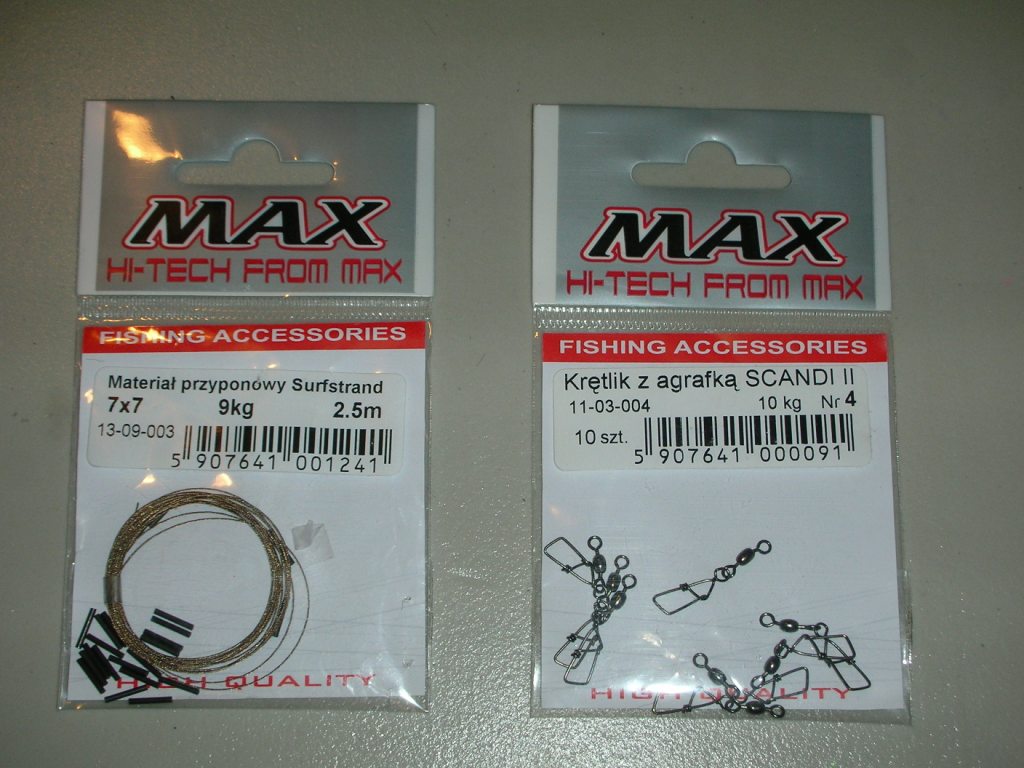 MAX
HI-TECH FROM MAX
FISHING ACCESSORIES
Materiał przyponowy Surfstrand
7x7 9kg 2.5m
13-09-003
5 907641 001241
HIGH QUALITY
MAX
HI-TECH FROM MAX
FISHING ACCESSORIES
Krętlik z agrafką SCANDI II
11-03-004 10 kg Nr 4
10 szt.
5 907641 000091
HIGH QUALITY